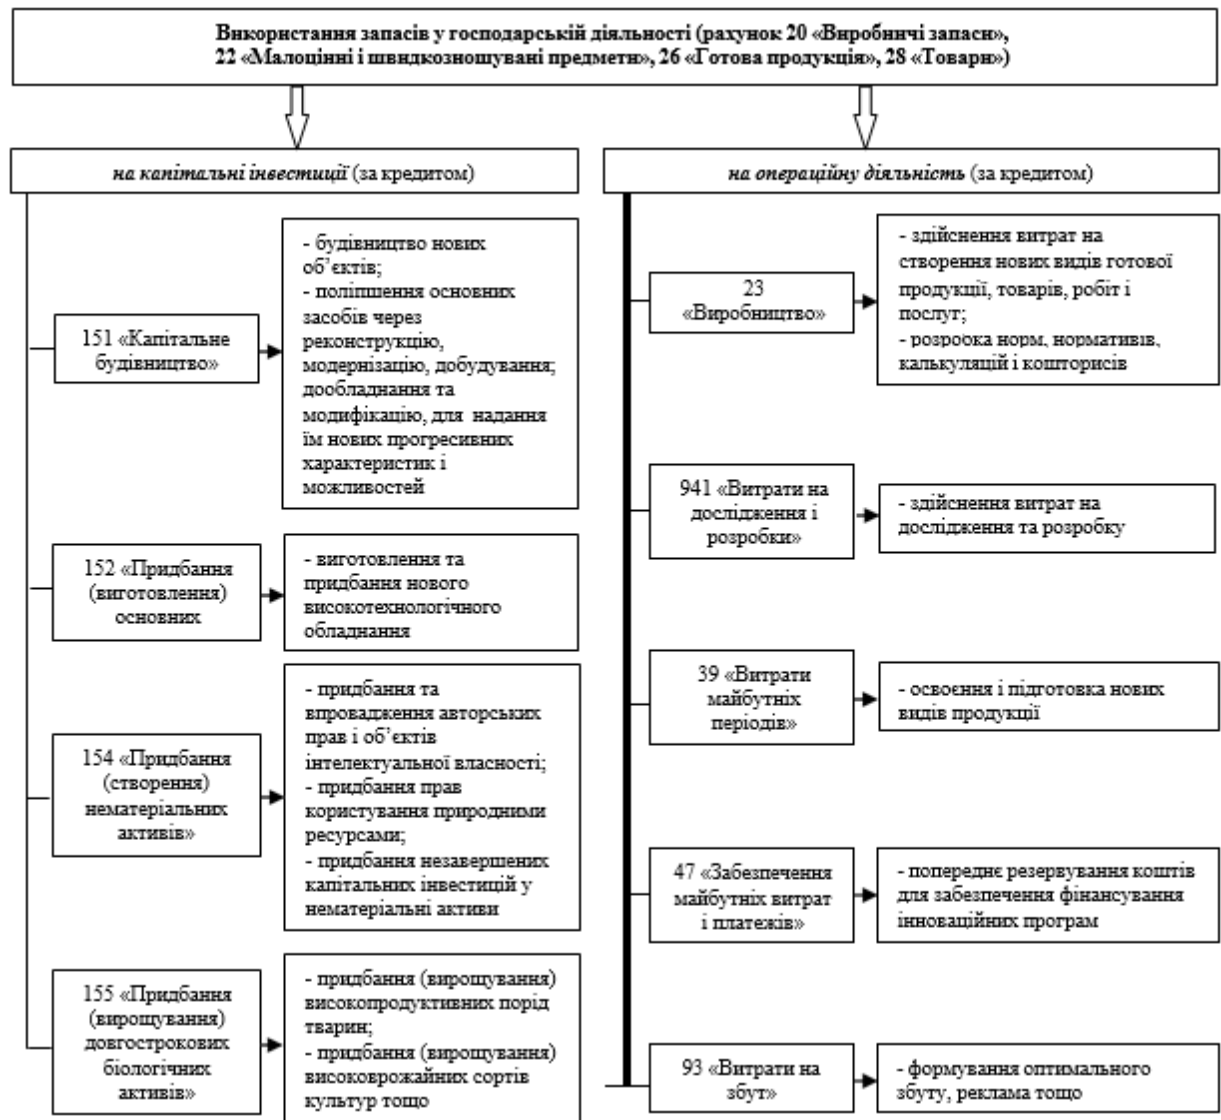 Використання запасів у господарській діяльності (рахунок 20 «Виробничі запаси»,
22 «Малоцінні і швидкозношувані предмети», 26 «Готова продукція», 28 «Товари»)
на капітальні інвестиції (за кредитом)
151 «Капітальне
будівництво»
- будівництво нових
об’єктів;
- поліпшення основних
засобів через
реконструкцію,
модернізацію, добудування;
дообладнання та
модифікацію, для надання
їм нових прогресивних
характеристик і
можливостей
152 «Придбання
(виготовлення)
основних
- виготовлення та
придбання нового
високотехнологічного
обладнання
154 «Придбання
(створення)
нематеріальних
активів»
- придбання та
впровадження авторських
прав і об’єктів
інтелектуальної власності;
- придбання прав
користування природними
ресурсами;
- придбання незавершених
капітальних інвестицій у
нематеріальні активи
155 «Придбання
(вирощування)
довгострокових
біологічних
активів»
- придбання (вирощування)
високопродуктивних порід
тварин;
- придбання (вирощування)
високоврожайних сортів
культур тощо
на операційну діяльність (за кредитом)
23
«Виробництво»
- здійснення витрат на
створення нових видів готової
продукції, товарів, робіт і
послуг;
- розробка норм, нормативів,
калькуляцій і кошторисів
941 «Витрати на
дослідження і
розробки»
- здійснення витрат на
дослідження та розробку
39 «Витрати
майбутніх
періодів»
- освоєння і підготовка нових
видів продукції
47 «Забезпечення
майбутніх витрат
і платежів»
- попереднє резервування коштів
для забезпечення фінансування
інноваційних програм
93 «Витрати на
збут»
- формування оптимального
збуту, реклама тощо